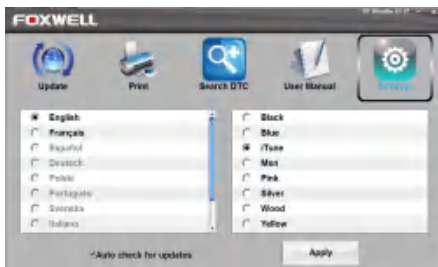 FOXWELL
Update
Print
Search DTC
User Manual
English
Français
Español
Deutsch
Polski
Português
Svenska
Italiano
Black
Blue
iTune
Man
Pink
Silver
Wood
Yellow
Auto check for updates
Apply